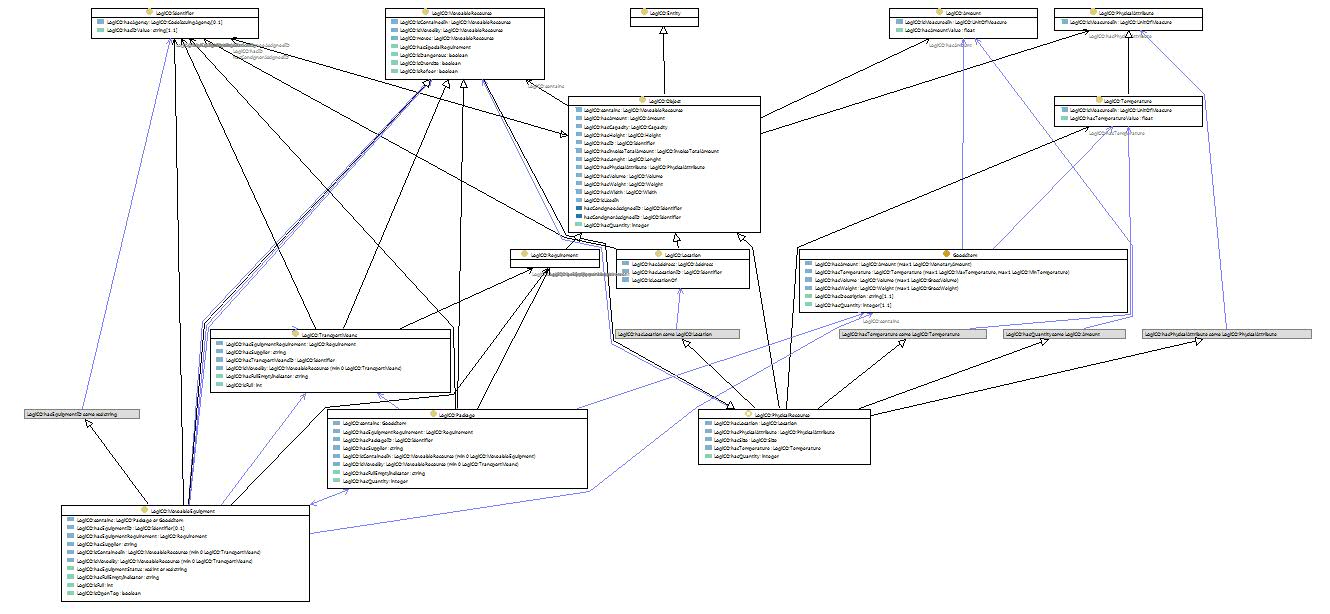 LogiCO:Identifier
LogiCO:hasAgency : LogiCO:CodeIssuingAgency[0..1]
LogiCO:hasIDValue : string[1..1]
LogiCO:MoveableResource
LogiCO:isContainedIn : LogiCO:MoveableResource
LogiCO:isMovedBy : LogiCO:MoveableResource
LogiCO:moves : LogiCO:MoveableResource
LogiCO:hasSpecialRequirement
LogiCO:isDangerous : boolean
LogiCO:isOversize : boolean
LogiCO:isReefer : boolean
LogiCO:Entity
LogiCO:Amount
LogiCO:isMeasuredIn : LogiCO:UnitOfMeasure
LogiCO:hasAmountValue : float
LogiCO:PhysicalAttribute
LogiCO:isMeasuredIn : LogiCO:UnitOfMeasure
LogiCO:hasPhysicalAttribute
LogiCO:hasAmount
LogiCO:contains
LogiCO:Temperature
LogiCO:isMeasuredIn : LogiCO:UnitOfMeasure
LogiCO:hasTemperatureValue : float
LogiCO:hasTemperature
LogiCO:Object
LogiCO:contains : LogiCO:MoveableResource
LogiCO:hasAmount : LogiCO:Amount
LogiCO:hasCapacity : LogiCO:Capacity
LogiCO:hasHeight : LogiCO:Height
LogiCO:hasID : LogiCO:Identifier
LogiCO:hasInvoiceTotalAmount : LogiCO:InvoiceTotalAmount
LogiCO:hasLenght : LogiCO:Lenght
LogiCO:hasPhysicalAttribute : LogiCO:PhysicalAttribute
LogiCO:hasVolume : LogiCO:Volume
LogiCO:hasWeight : LogiCO:Weight
LogiCO:hasWidth : LogiCO:Width
LogiCO:isUsedIn
hasConsigneeAssignedID : LogiCO:Identifier
hasConsignorAssignedID : LogiCO:Identifier
LogiCO:hasQuantity : integer
LogiCO:Requirement
LogiCO:Location
LogiCO:hasAddress : LogiCO:Address
LogiCO:hasLocationID : LogiCO:Identifier
LogiCO:isLocationOf
GoodsItem
LogiCO:hasAmount : LogiCO:Amount (max 1 LogiCO:MonetaryAmount)
LogiCO:hasTemperature : LogiCO:Temperature (max 1 LogiCO:MaxTemperature, max 1 LogiCO:MinTemperature)
LogiCO:hasVolume : LogiCO:Volume (max 1 LogiCO:GrossVolume)
LogiCO:hasWeight : LogiCO:Weight (max 1 LogiCO:GrossWeight)
LogiCO:hasDescription : string[1..1]
LogiCO:hasQuantity : integer[1..1]
LogiCO:contains
LogiCO:TransportMeans
LogiCO:hasEquipmentRequirement : LogiCO:Requirement
LogiCO:hasSupplier : string
LogiCO:hasTransportMeansID : LogiCO:Identifier
LogiCO:isMovedBy : LogiCO:MoveableResource (min 0 LogiCO:TransportMeans)
LogiCO:hasFullEmptyIndicator : string
LogiCO:isFull : int
LogiCO:hasLocation some LogiCO:Location
LogiCO:hasTemperature some LogiCO:Temperature
LogiCO:hasQuantity some LogiCO:Amount
LogiCO:hasPhysicalAttribute some LogiCO:PhysicalAttribute
LogiCO:hasEquipmentID some xsd:string
LogiCO:Package
LogiCO:contains : GoodsItem
LogiCO:hasEquipmentRequirement : LogiCO:Requirement
LogiCO:hasPackageID : LogiCO:Identifier
LogiCO:hasSupplier : string
LogiCO:isContainedIn : LogiCO:MoveableResource (min 0 LogiCO:MoveableEquipment)
LogiCO:isMovedBy : LogiCO:MoveableResource (min 0 LogiCO:TransportMeans)
LogiCO:hasFullEmptyIndicator : string
LogiCO:hasQuantity : integer
LogiCO:PhysicalResource
LogiCO:hasLocation : LogiCO:Location
LogiCO:hasPhysicalAttribute : LogiCO:PhysicalAttribute
LogiCO:hasSize : LogiCO:Size
LogiCO:hasTemperature : LogiCO:Temperature
LogiCO:hasQuantity : integer
LogiCO:MoveableEquipment
LogiCO:contains : LogiCO:Package or GoodsItem
LogiCO:hasEquipmentID : LogiCO:Identifier[0..1]
LogiCO:hasEquipmentRequirement : LogiCO:Requirement
LogiCO:hasSupplier : string
LogiCO:isContainedIn : LogiCO:MoveableResource (min 0 LogiCO:TransportMeans)
LogiCO:isMovedBy : LogiCO:MoveableResource (min 0 LogiCO:TransportMeans)
LogiCO:hasEquipmentStatus : xsd:int or xsd:string
LogiCO:hasFullEmptyIndicator : string
LogiCO:isFull : int
LogiCO:isOpenTop : boolean